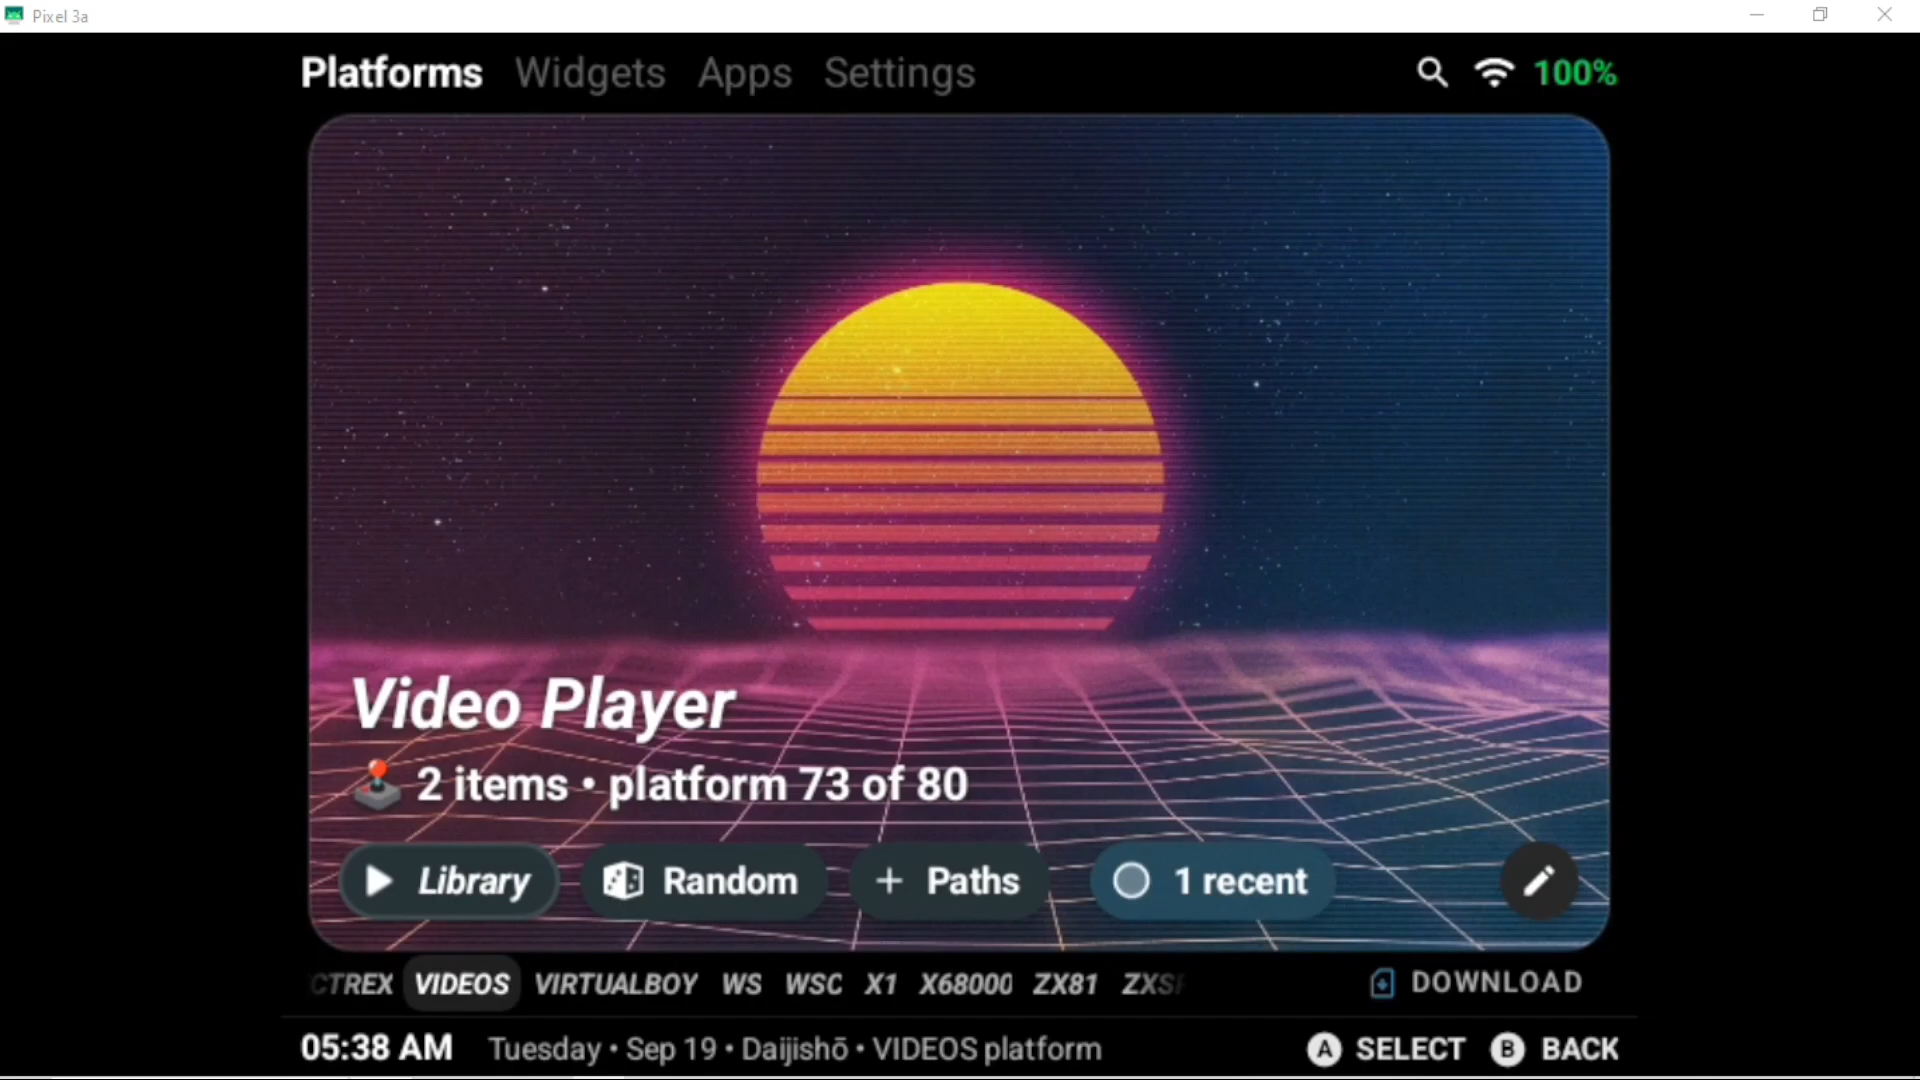 Pixel 3a
Platforms Widgets Apps Settings 100%
Video Player
2 items • platform 73 of 80
Library Random + Paths 1 recent
CTREX VIDEOS VIRTUALBOY WS WSC X1 X68000 ZX81 ZXS DOWNLOAD
05:38 AM Tuesday • Sep 19 • Daijishō • VIDEOS platform A SELECT B BACK